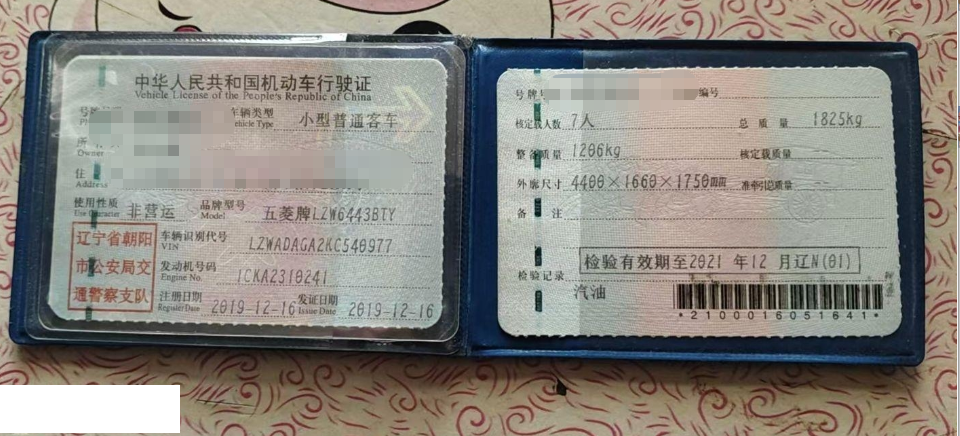 中华人民共和国机动车行驶证
Vehicle License of the People's Republic of China
车辆类型 小型普通客车
Vehicle Type
所
Owner
住
Address
使用性质 非营运 品牌型号 五菱牌LZW6443BTY
Use Character Model
辽宁省朝阳
市公安局交
通警察支队
车辆识别代号 LZWADAGA2KC540977
VIN
发动机号码 1CKA2310241
Engine No.
注册日期 2019-12-16 发证日期 2019-12-16
Register Date Issue Date
号牌 编号
核定载人数 7人 总质量 1825kg
整备质量 1206kg 核定载质量
外廓尺寸 4400×1660×1750mm 准牵引总质量
备注
检验记录 检验有效期至2021年12月辽N(01)
汽油
*2100016051641*